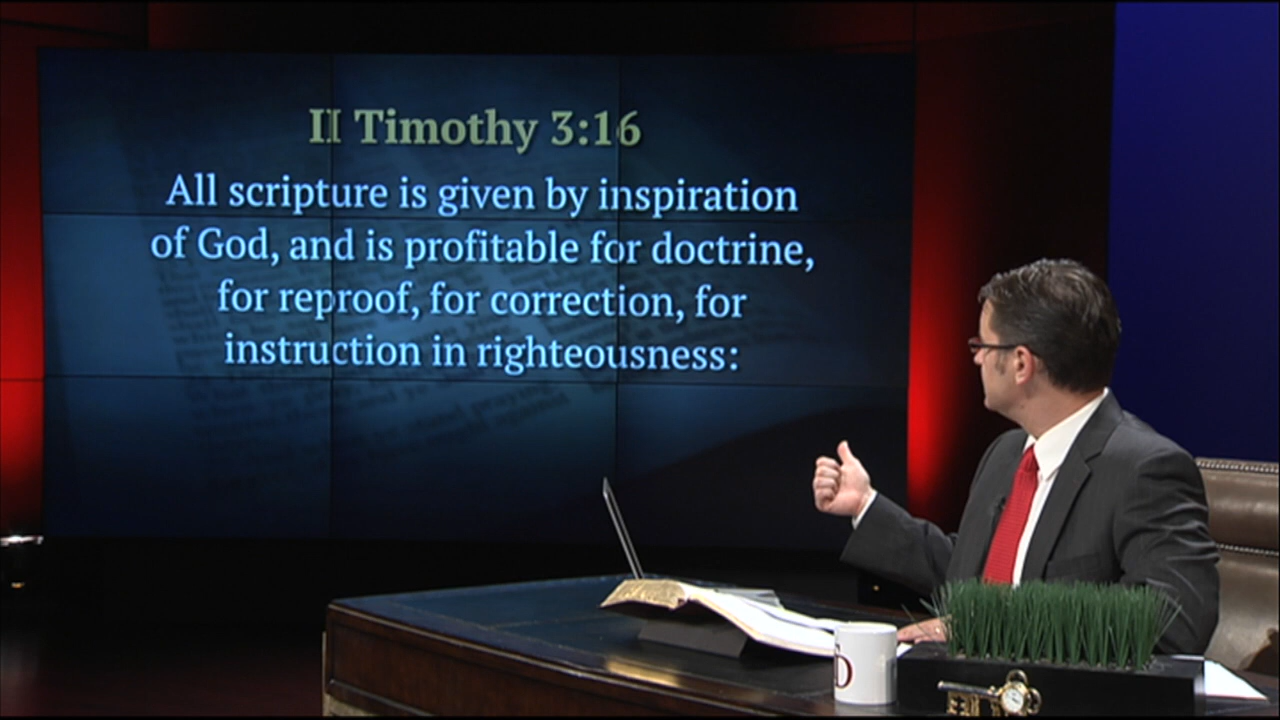 II Timothy 3:16
All scripture is given by inspiration
of God, and is profitable for doctrine,
for reproof, for correction, for
instruction in righteousness: